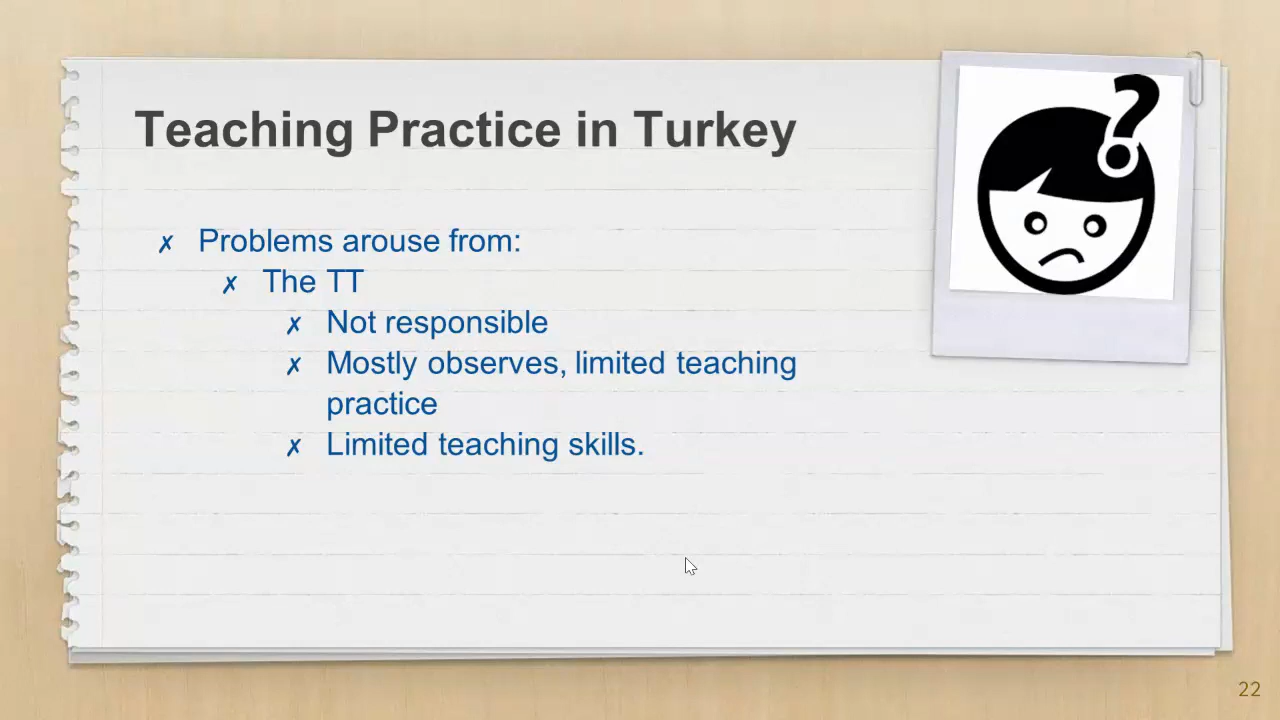 Teaching Practice in Turkey
✗ Problems arouse from:
✗ The TT
✗ Not responsible
✗ Mostly observes, limited teaching
practice
✗ Limited teaching skills.
?
22